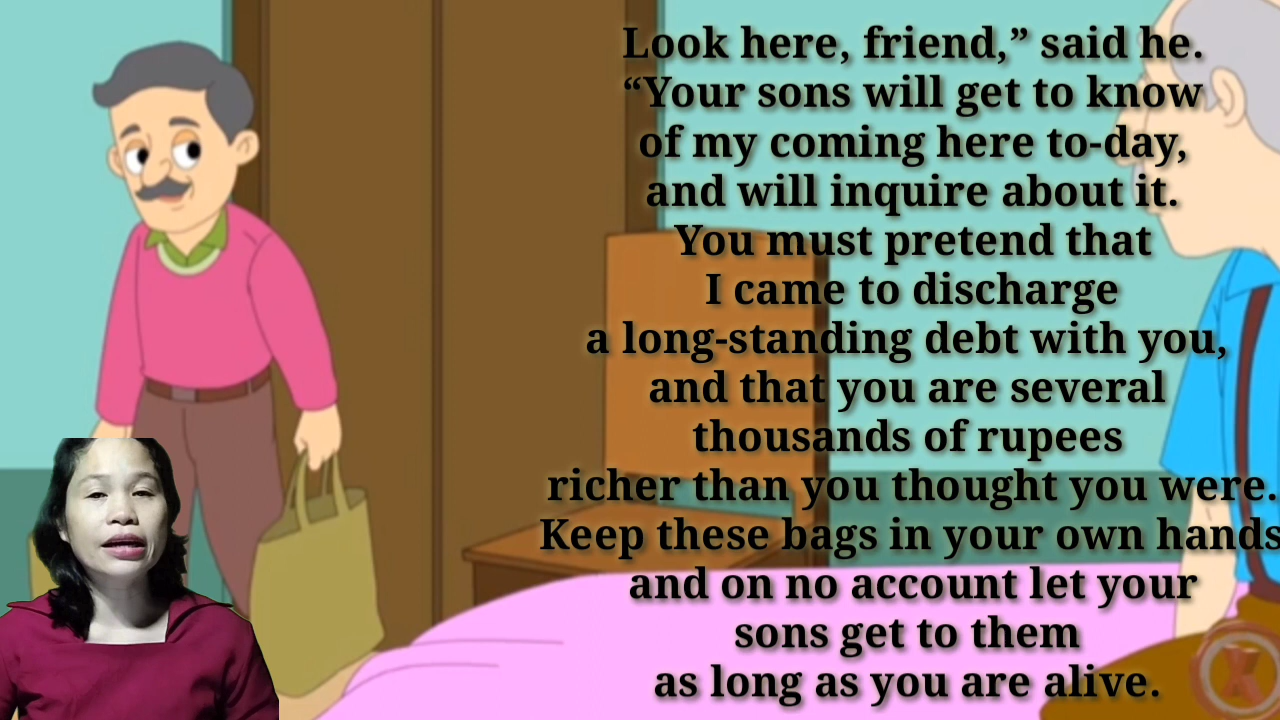 Look here, friend,” said he.
“Your sons will get to know
of my coming here to-day,
and will inquire about it.
You must pretend that
I came to discharge
a long-standing debt with you,
and that you are several
thousands of rupees
richer than you thought you were.
Keep these bags in your own hands
and on no account let your
sons get to them
as long as you are alive.